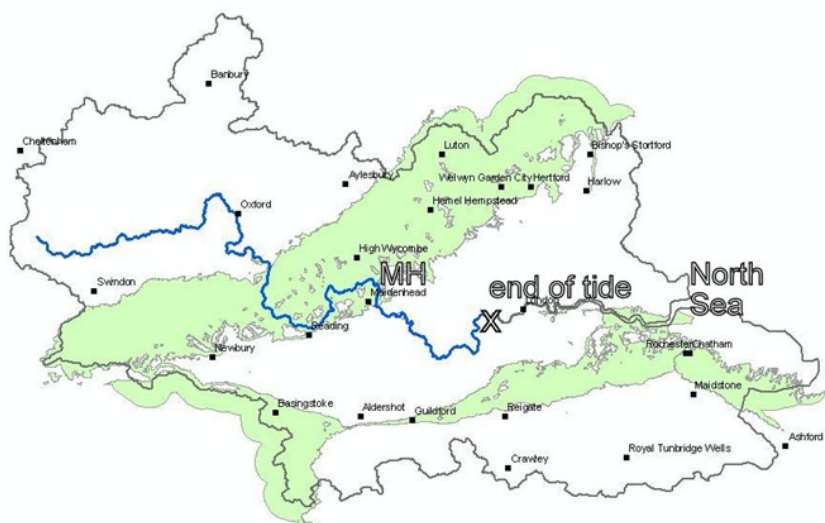 Banbury
Cheltenham
Luton
Bishop's Stortford
Aylesbury
Welwyn Garden City
Hertford
Harlow
Hemel Hempstead
Oxford
High Wycombe
MH
North
Sea
end of tide
Swindon
Maidenhead
London
Reading
Newbury
Rochester
Chatham
Maidstone
Basingstoke
Aldershot
Guildford
Reigate
Ashford
Royal Tunbridge Wells
Crawley
X